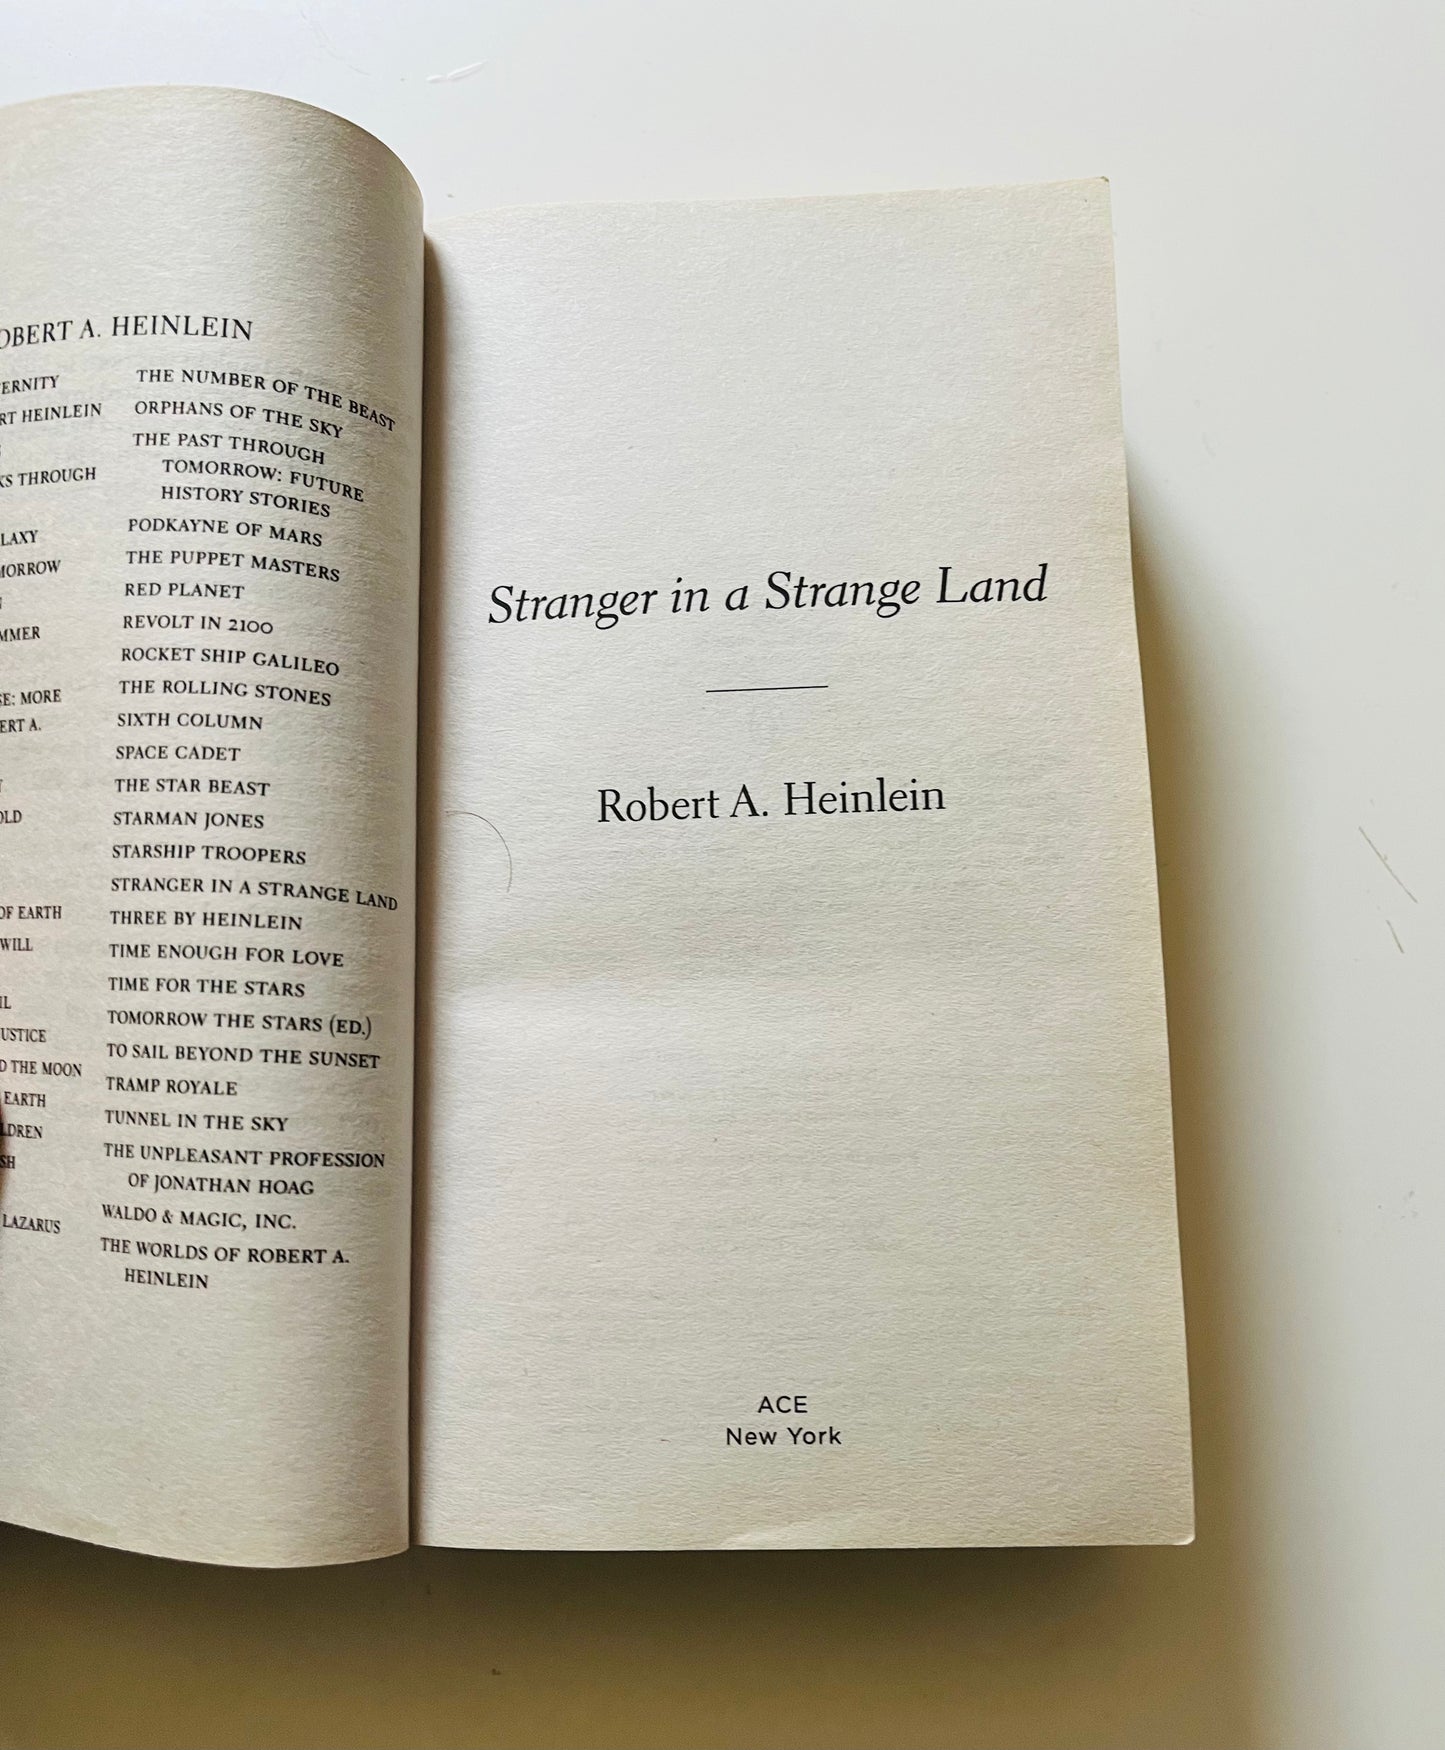 OBERT A. HEINLEIN
ERNITY
RT HEINLEIN
KS THROUGH
LAXY
MORROW
MMER
SE: MORE
ERT A.
OLD
OF EARTH
WILL
IL
USTICE
D THE MOON
EARTH
LDREN
SH
LAZARUS
THE NUMBER OF THE BEAST
ORPHANS OF THE SKY
THE PAST THROUGH
TOMORROW: FUTURE
HISTORY STORIES
PODKAYNE OF MARS
THE PUPPET MASTERS
RED PLANET
REVOLT IN 2100
ROCKET SHIP GALILEO
THE ROLLING STONES
SIXTH COLUMN
SPACE CADET
THE STAR BEAST
STARMAN JONES
STARSHIP TROOPERS
STRANGER IN A STRANGE LAND
THREE BY HEINLEIN
TIME ENOUGH FOR LOVE
TIME FOR THE STARS
TOMORROW THE STARS (ED.)
TO SAIL BEYOND THE SUNSET
TRAMP ROYALE
TUNNEL IN THE SKY
THE UNPLEASANT PROFESSION
OF JONATHAN HOAG
WALDO & MAGIC, INC.
THE WORLDS OF ROBERT A.
HEINLEIN
Stranger in a Strange Land
Robert A. Heinlein
ACE
New York